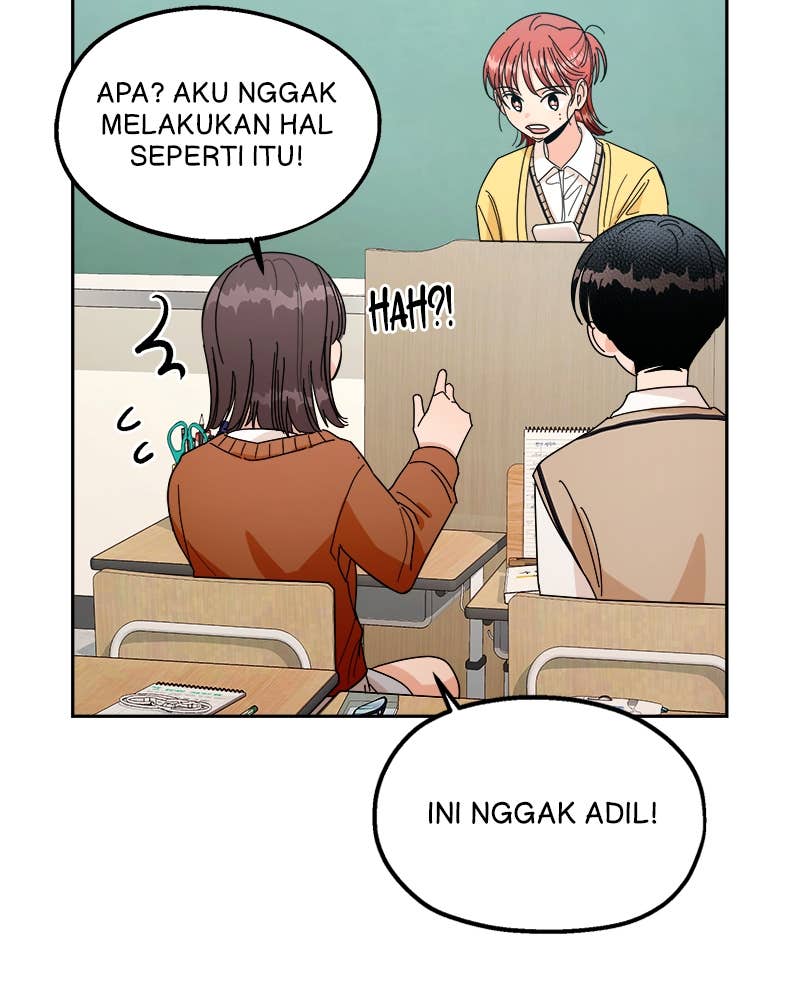 APA? AKU NGGAK
MELAKUKAN HAL
SEPERTI ITU!
HAH?!
INI NGGAK ADIL!